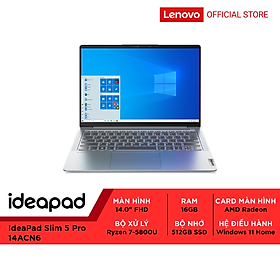 Lenovo OFFICIAL STORE
ideapad
IdeaPad Slim 5 Pro
14ACN6
MÀN HÌNH
14.0" FHD
RAM
16GB
CARD MÀN HÌNH
AMD Radeon
BỘ XỬ LÝ
Ryzen 7-5800U
BỘ NHỚ
512GB SSD
HỆ ĐIỀU HÀNH
Windows 11 Home